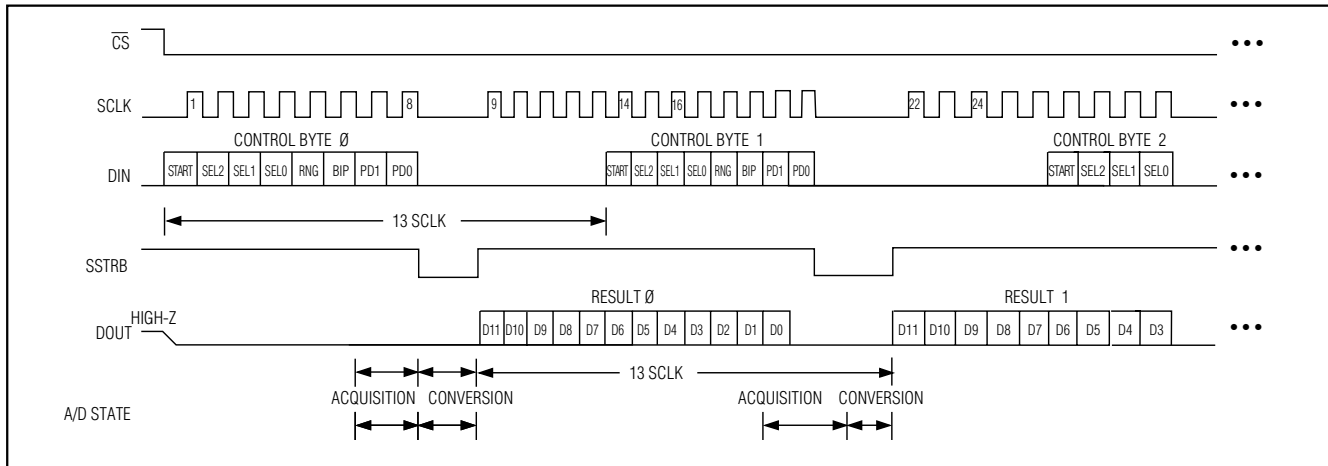 CS
•••
SCLK
1 8 9 14 16 22 24
•••
CONTROL BYTE Ø
CONTROL BYTE 1
CONTROL BYTE 2
DIN
START SEL2 SEL1 SEL0 RNG BIP PD1 PD0
START SEL2 SEL1 SEL0 RNG BIP PD1 PD0
START SEL2 SEL1 SEL0
•••
13 SCLK
SSTRB
•••
RESULT Ø
RESULT 1
HIGH-Z
DOUT
D11 D10 D9 D8 D7 D6 D5 D4 D3 D2 D1 D0
D11 D10 D9 D8 D7 D6 D5 D4 D3
•••
13 SCLK
A/D STATE
ACQUISITION CONVERSION
ACQUISITION CONVERSION